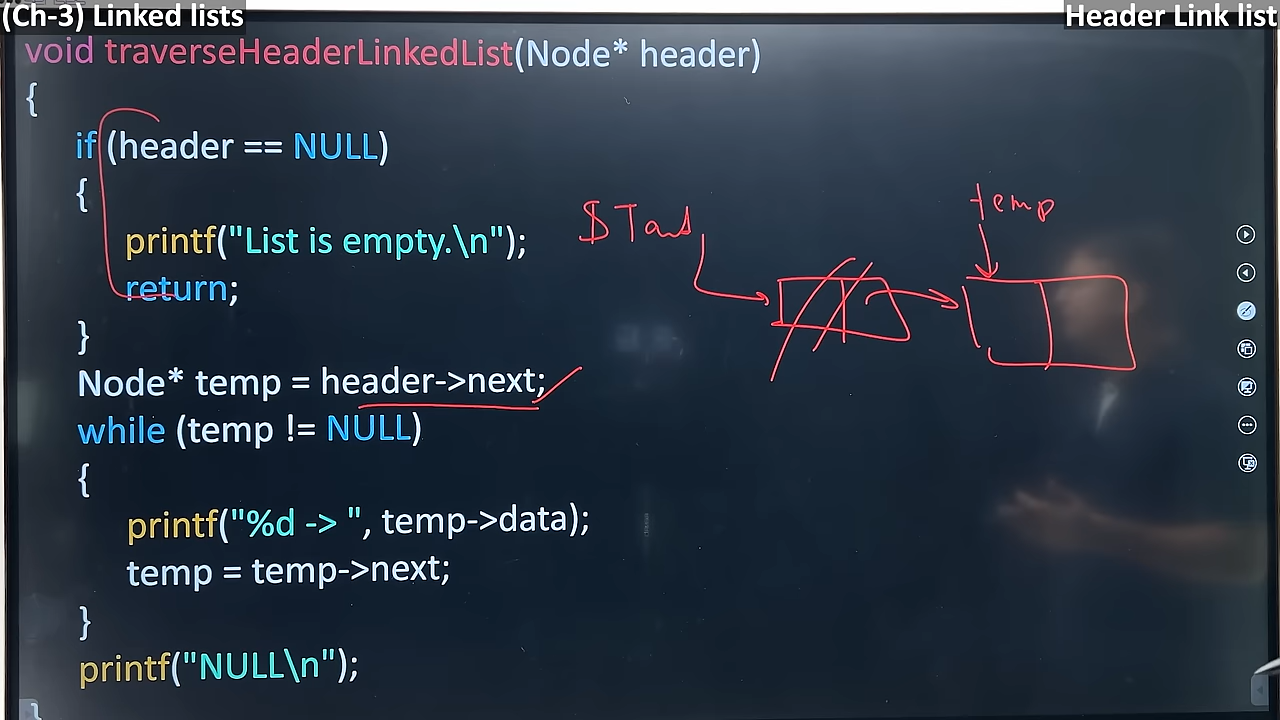 (Ch-3) Linked lists
Header Link list
void traverseHeaderLinkedList(Node* header)
{
if (header == NULL)
{
printf("List is empty.\n");
return;
}
Node* temp = header->next;
while (temp != NULL)
{
printf("%d -> ", temp->data);
temp = temp->next;
}
printf("NULL\n");
}
temp